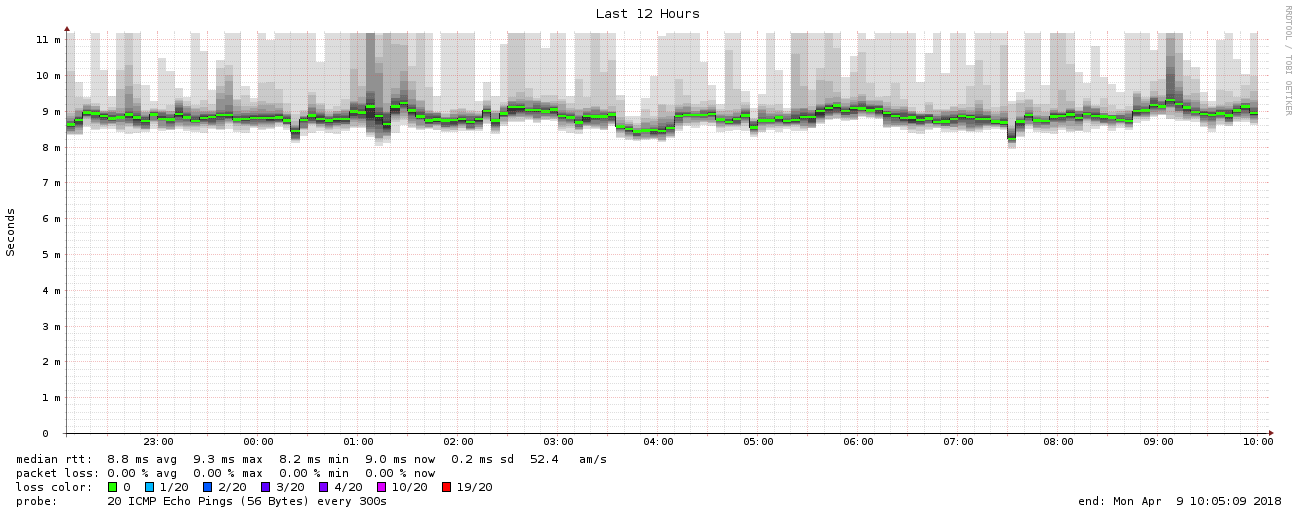 Last 12 Hours
RRDTOOL / TOBI OETIKER
Seconds
11 m
10 m
9 m
8 m
7 m
6 m
5 m
4 m
3 m
2 m
1 m
0
23:00 00:00 01:00 02:00 03:00 04:00 05:00 06:00 07:00 08:00 09:00 10:00
median rtt: 8.8 ms avg 9.3 ms max 8.2 ms min 9.0 ms now 0.2 ms sd 52.4 am/s
packet loss: 0.00 % avg 0.00 % max 0.00 % min 0.00 % now
loss color: 0 1/20 2/20 3/20 4/20 10/20 19/20
probe: 20 ICMP Echo Pings (56 Bytes) every 300s end: Mon Apr 9 10:05:09 2018